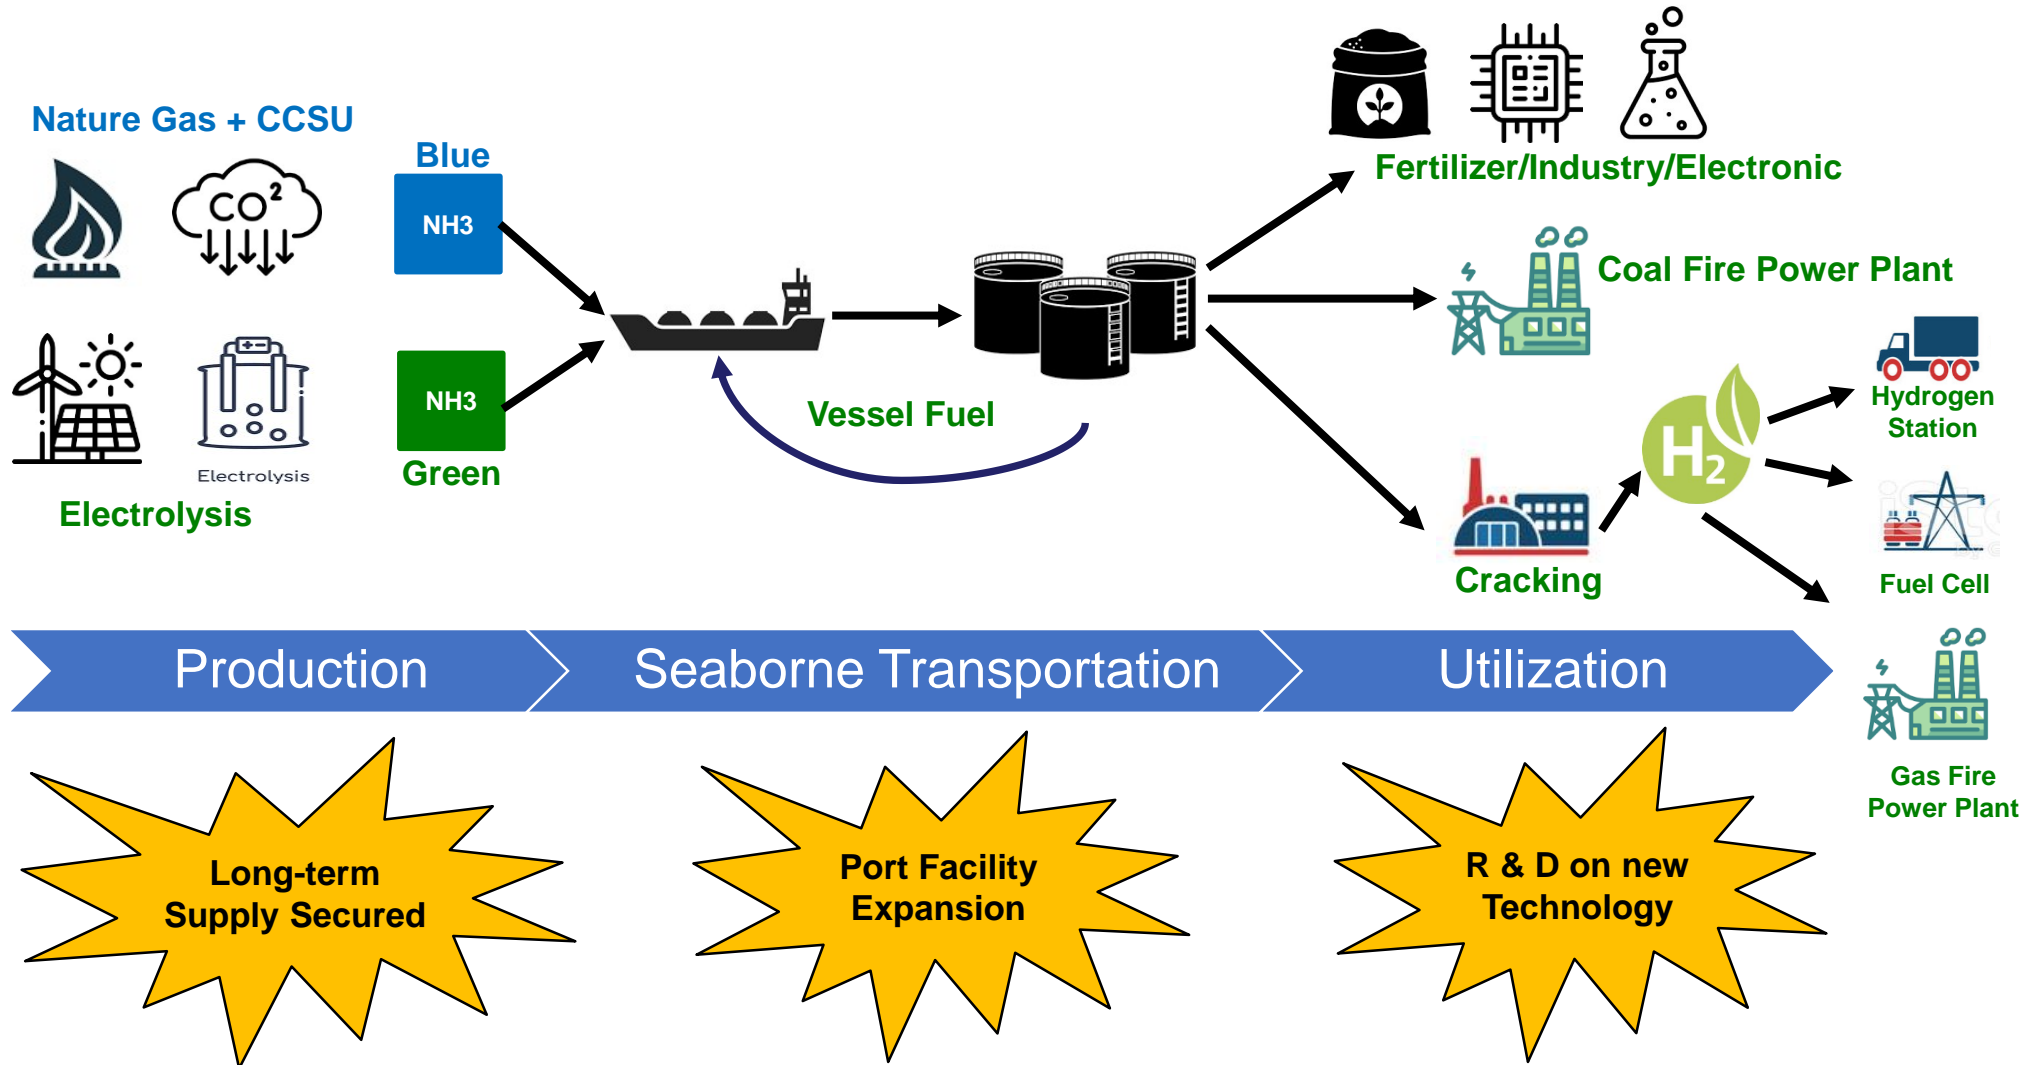 Nature Gas + CCSU
CO²
Blue
NH3
NH3
Green
Electrolysis
Electrolysis
Vessel Fuel
Fertilizer/Industry/Electronic
Coal Fire Power Plant
H2
Hydrogen
Station
Cracking
Fuel Cell
Gas Fire
Power Plant
Production
Seaborne Transportation
Utilization
Long-term
Supply Secured
Port Facility
Expansion
R & D on new
Technology